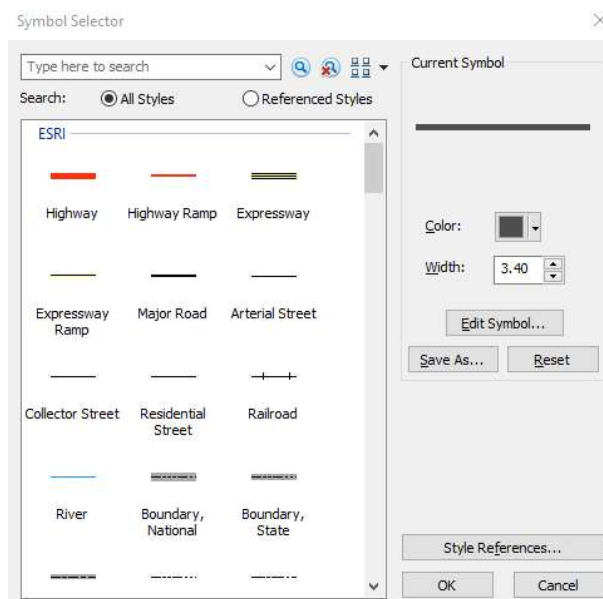 Symbol Selector
Type here to search
Search:
All Styles
Referenced Styles
ESRI
Highway
Highway Ramp
Expressway
Expressway
Ramp
Major Road
Arterial Street
Collector Street
Residential
Street
Railroad
River
Boundary,
National
Boundary,
State
Current Symbol
Color:
Width:
3.40
Edit Symbol...
Save As...
Reset
Style References...
OK
Cancel